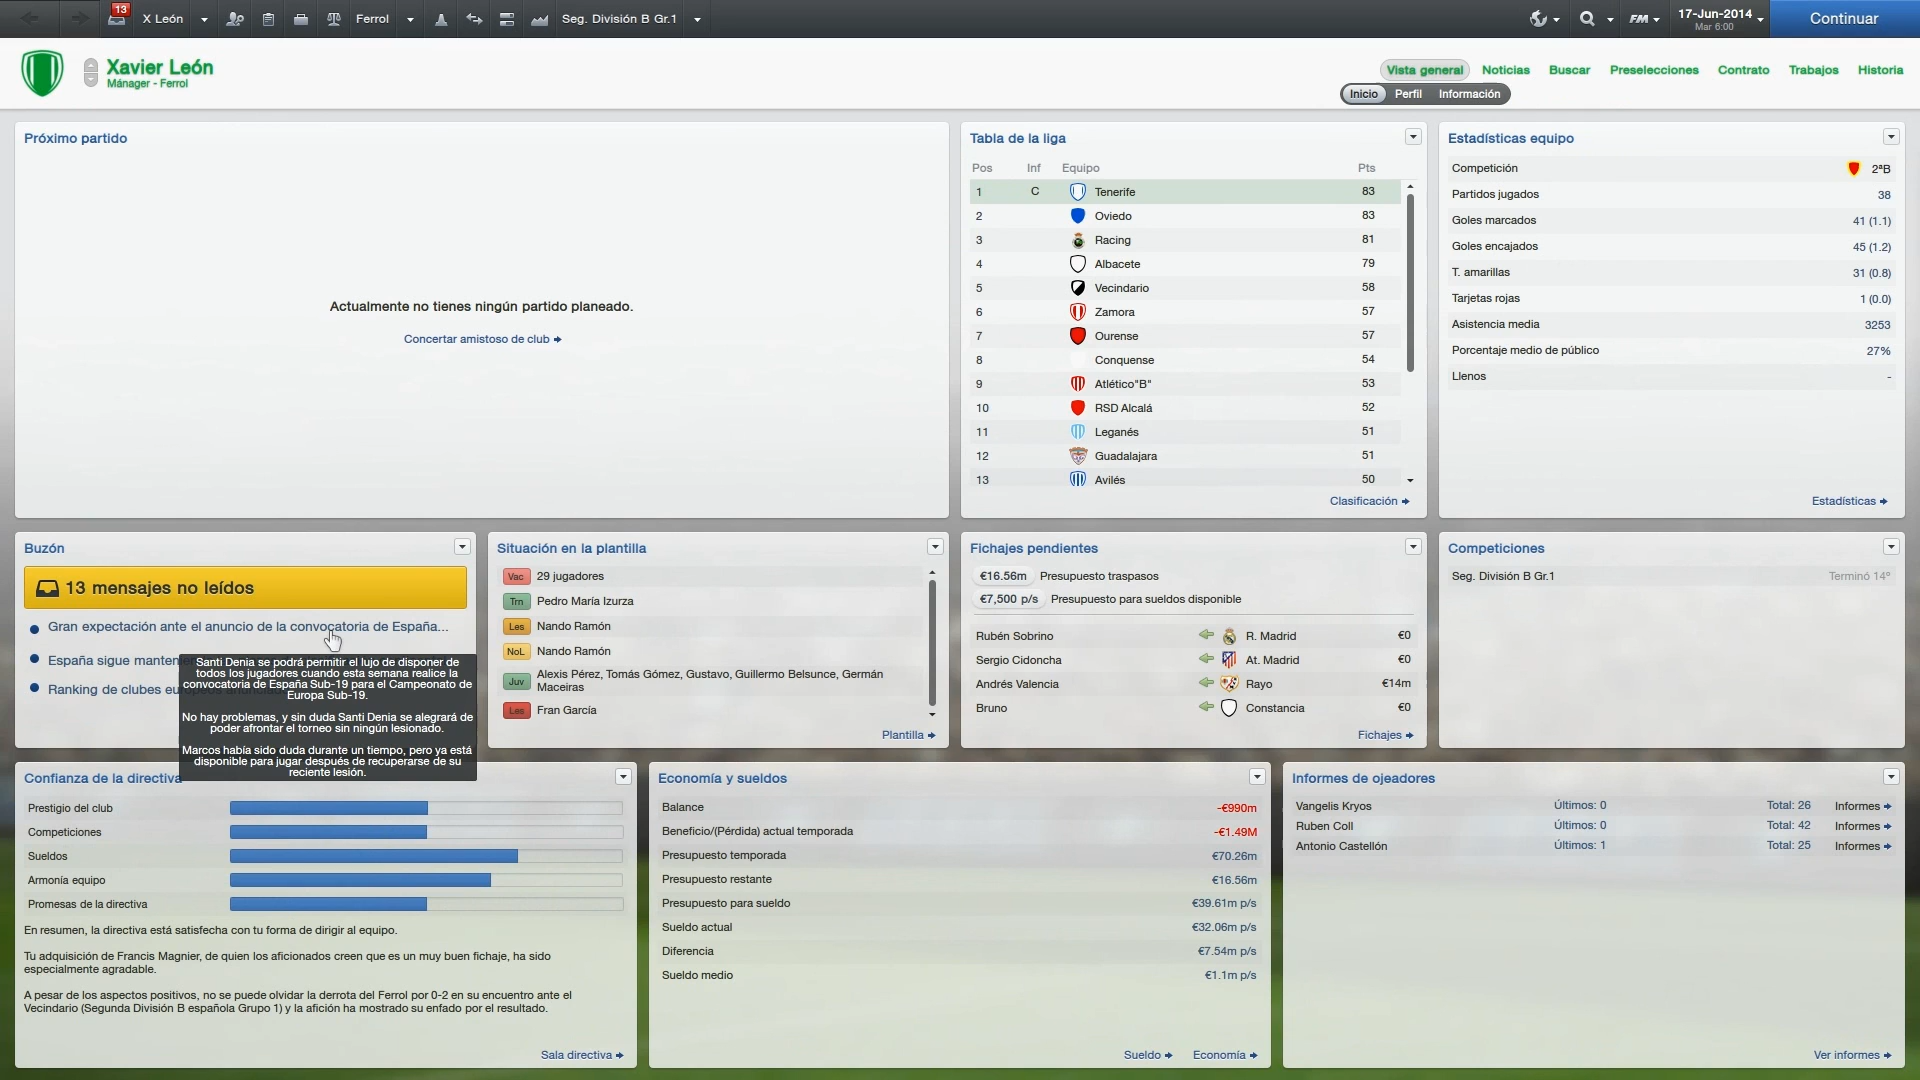 13
X León
Ferrol
Seg. División B Gr.1
FM
17-Jun-2014
Mar 6:00
Continuar
Xavier León
Mánager - Ferrol
Vista general
Noticias
Buscar
Preselecciones
Contrato
Trabajos
Historia
Inicio
Perfil
Información
Próximo partido
Actualmente no tienes ningún partido planeado.
Concertar amistoso de club
Tabla de la liga
Pos Inf Equipo Pts
1 C Tenerife 83
2 Oviedo 83
3 Racing 81
4 Albacete 79
5 Vecindario 58
6 Zamora 57
7 Ourense 57
8 Conquense 54
9 Atlético"B" 53
10 RSD Alcalá 52
11 Leganés 51
12 Guadalajara 51
13 Avilés 50
Clasificación
Estadísticas equipo
Competición 2ªB
Partidos jugados 38
Goles marcados 41 (1.1)
Goles encajados 45 (1.2)
T. amarillas 31 (0.8)
Tarjetas rojas 1 (0.0)
Asistencia media 3253
Porcentaje medio de público 27%
Llenos -
Estadísticas
Buzón
13 mensajes no leídos
Gran expectación ante el anuncio de la convocatoria de España...
España sigue
Ranking de clubes
Santi Denia se podrá permitir el lujo de disponer de
todos los jugadores cuando esta semana realice la
convocatoria de España Sub-19 para el Campeonato de
Europa Sub-19.
No hay problemas, y sin duda Santi Denia se alegrará de
poder afrontar el torneo sin ningún lesionado.
Marcos había sido duda durante un tiempo, pero ya está
disponible para jugar después de recuperarse de su
reciente lesión.
Situación en la plantilla
Vac 29 jugadores
Trn Pedro María Izurza
Les Nando Ramón
NoL Nando Ramón
Juv Alexis Pérez, Tomás Gómez, Gustavo, Guillermo Belsunce, Germán
Maceiras
Les Fran García
Plantilla
Fichajes pendientes
€16.56m Presupuesto traspasos
€7,500 p/s Presupuesto para sueldos disponible
Rubén Sobrino R. Madrid €0
Sergio Cidoncha At. Madrid €0
Andrés Valencia Rayo €14m
Bruno Constancia €0
Fichajes
Competiciones
Seg. División B Gr.1 Terminó 14º
Confianza de la directiva
Prestigio del club
Competiciones
Sueldos
Armonía equipo
Promesas de la directiva
En resumen, la directiva está satisfecha con tu forma de dirigir al equipo.
Tu adquisición de Francis Magnier, de quien los aficionados creen que es un muy buen fichaje, ha sido
especialmente agradable.
A pesar de los aspectos positivos, no se puede olvidar la derrota del Ferrol por 0-2 en su encuentro ante el
Vecindario (Segunda División B española Grupo 1) y la afición ha mostrado su enfado por el resultado.
Sala directiva
Economía y sueldos
Balance -€990m
Beneficio/(Pérdida) actual temporada -€1.49M
Presupuesto temporada €70.26m
Presupuesto restante €16.56m
Presupuesto para sueldo €39.61m p/s
Sueldo actual €32.06m p/s
Diferencia €7.54m p/s
Sueldo medio €1.1m p/s
Sueldo
Economía
Informes de ojeadores
Vangelis Kryos Últimos: 0 Total: 26 Informes
Ruben Coll Últimos: 0 Total: 42 Informes
Antonio Castellón Últimos: 1 Total: 25 Informes
Ver informes